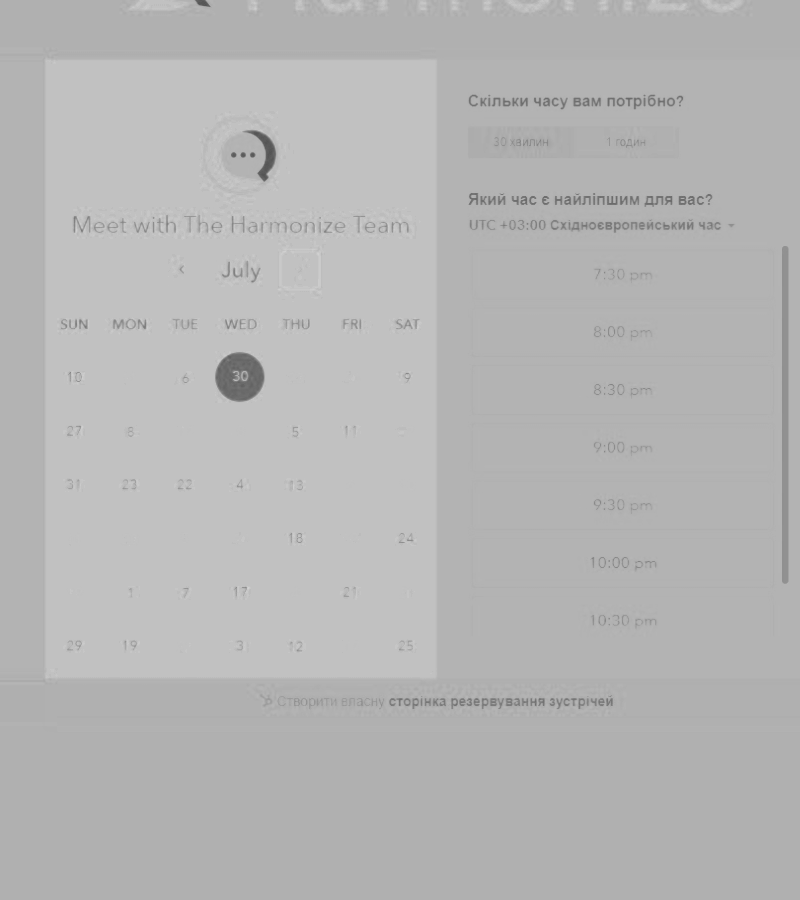 Harmonize
Meet with The Harmonize Team
July
SUN MON TUE WED THU FRI SAT
10 6 30 9
27 6 5 11
31 23 22 4 13
18 24
1 7 17 21
29 19 3 12 25
Скільки часу вам потрібно?
30 хвилин 1 годин
Який час є найліпшим для вас?
UTC +03:00 Східноєвропейський час
7:30 pm
8:00 pm
8:30 pm
9:00 pm
9:30 pm
10:00 pm
10:30 pm
Створити власну сторінка резервування зустрічей